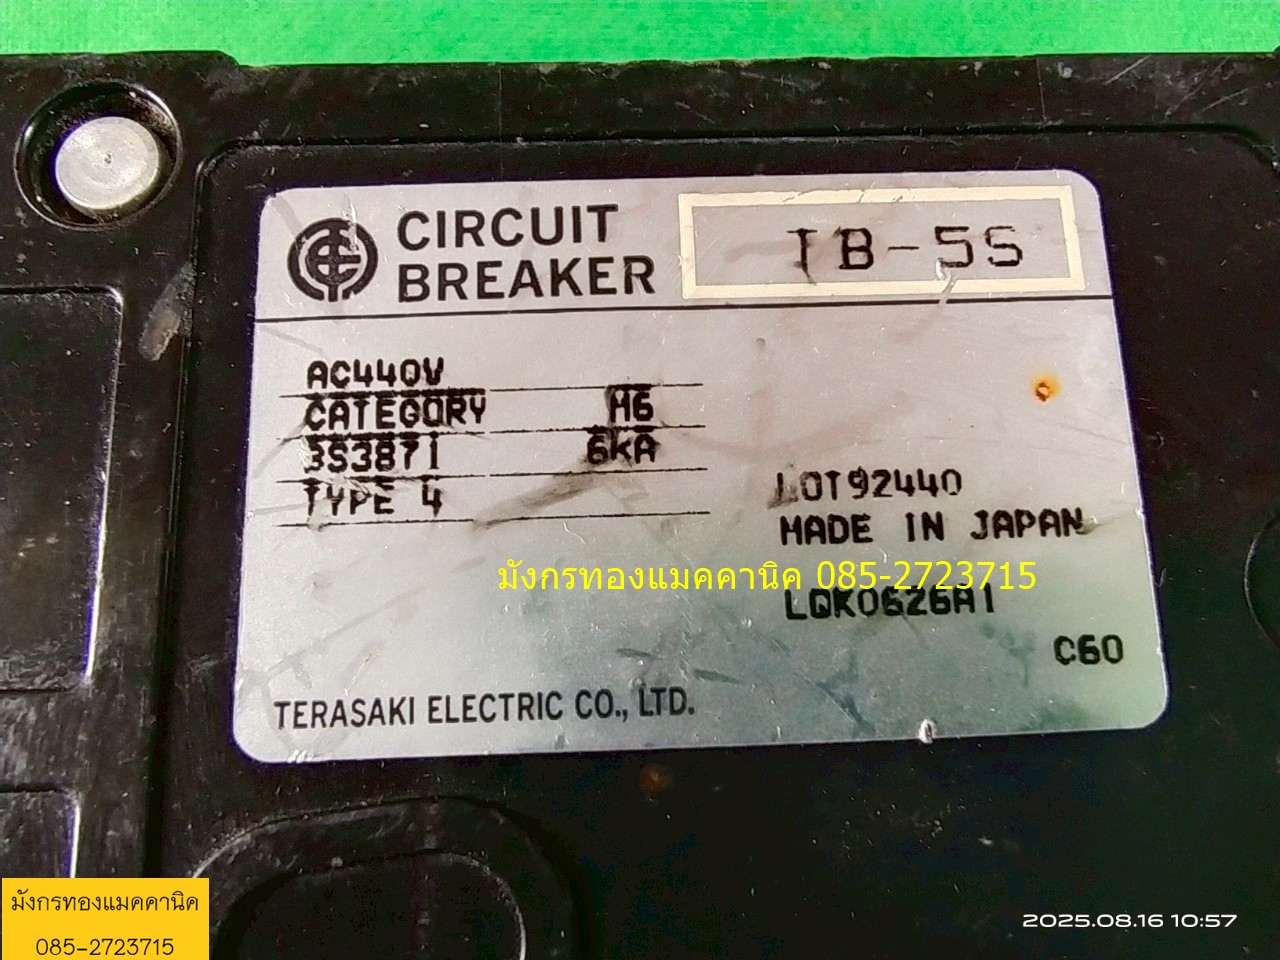 CIRCUIT
BREAKER
TB-5S
AC440V
CATEGORY H6
3S3871 6kA
TYPE 4
LOT92440
MADE IN JAPAN
มังกรทองแมคคานิค 085-2723715
LQK0626A1
C60
TERASAKI ELECTRIC CO., LTD.
มังกรทองแมคคานิค
085-2723715
2025.08.16 10:57